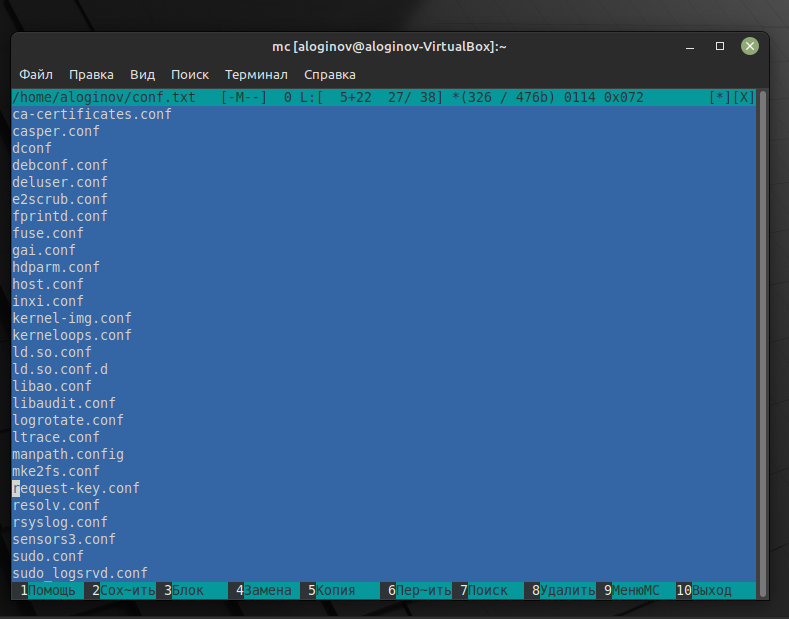 mc [aloginov@aloginov-VirtualBox]:~
Файл Правка Вид Поиск Терминал Справка
/home/aloginov/conf.txt [-M--] 0 L:[ 5+22 27/ 38] *(326 / 476b) 0114 0x072 [*][X]
ca-certificates.conf
casper.conf
dconf
debconf.conf
deluser.conf
e2scrub.conf
fprintd.conf
fuse.conf
gai.conf
hdparm.conf
host.conf
inxi.conf
kernel-img.conf
kerneloops.conf
ld.so.conf
ld.so.conf.d
libao.conf
libaudit.conf
logrotate.conf
ltrace.conf
manpath.config
mke2fs.conf
request-key.conf
resolv.conf
rsyslog.conf
sensors3.conf
sudo.conf
sudo_logsrvd.conf
1Помощь 2Сох~ить 3Блок 4Замена 5Копия 6Пер~ить 7Поиск 8Удалить 9МенюМС 10Выход